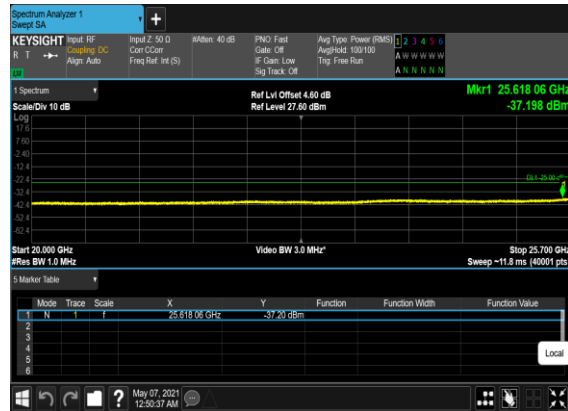 Spectrum Analyzer 1
Swept SA
KEYSIGHT Input: RF Input Z: 50 Ω #Atten: 40 dB PNO: Fast Avg Type: Power (RMS) 1 2 3 4 5 6
R T Coupling: DC Corr CCorr Gate: Off Avg|Hold: 100/100 A W W W W W
Align: Auto Freq Ref: Int (S) IF Gain: Low Trig: Free Run A N N N N N
Sig Track: Off
1 Spectrum Ref Lvl Offset 4.60 dB Mkr1 25.618 06 GHz
Scale/Div 10 dB Ref Level 27.60 dBm -37.198 dBm
Log
17.6
7.60
-2.40
-12.4
-22.4 DL1 -25.00
-32.4
-42.4
-52.4
-62.4
Start 20.000 GHz Video BW 3.0 MHz* Stop 25.700 GHz
#Res BW 1.0 MHz Sweep ~11.8 ms (40001 pts)
5 Marker Table
Mode Trace Scale X Y Function Function Width Function Value
1 N 1 f 25.618 06 GHz -37.20 dBm
2
3
4
5
6
Local
? May 07, 2021
12:50:37 AM